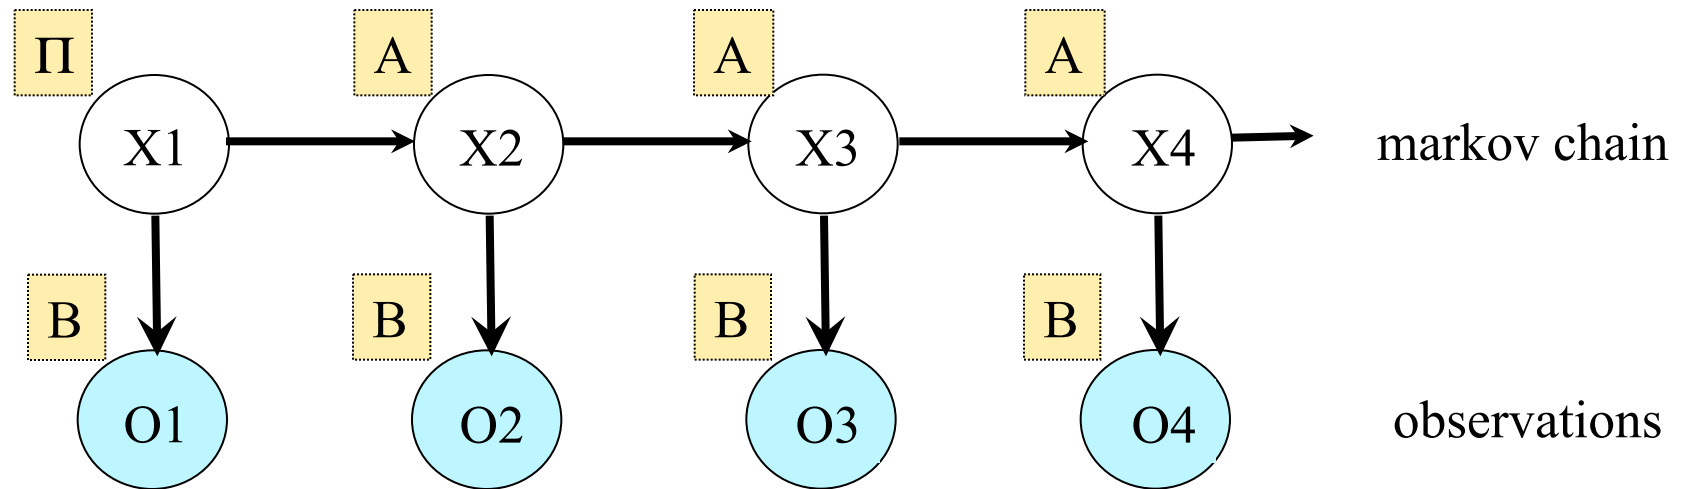 Π A A A
X1 X2 X3 X4 markov chain
B B B B
O1 O2 O3 O4 observations